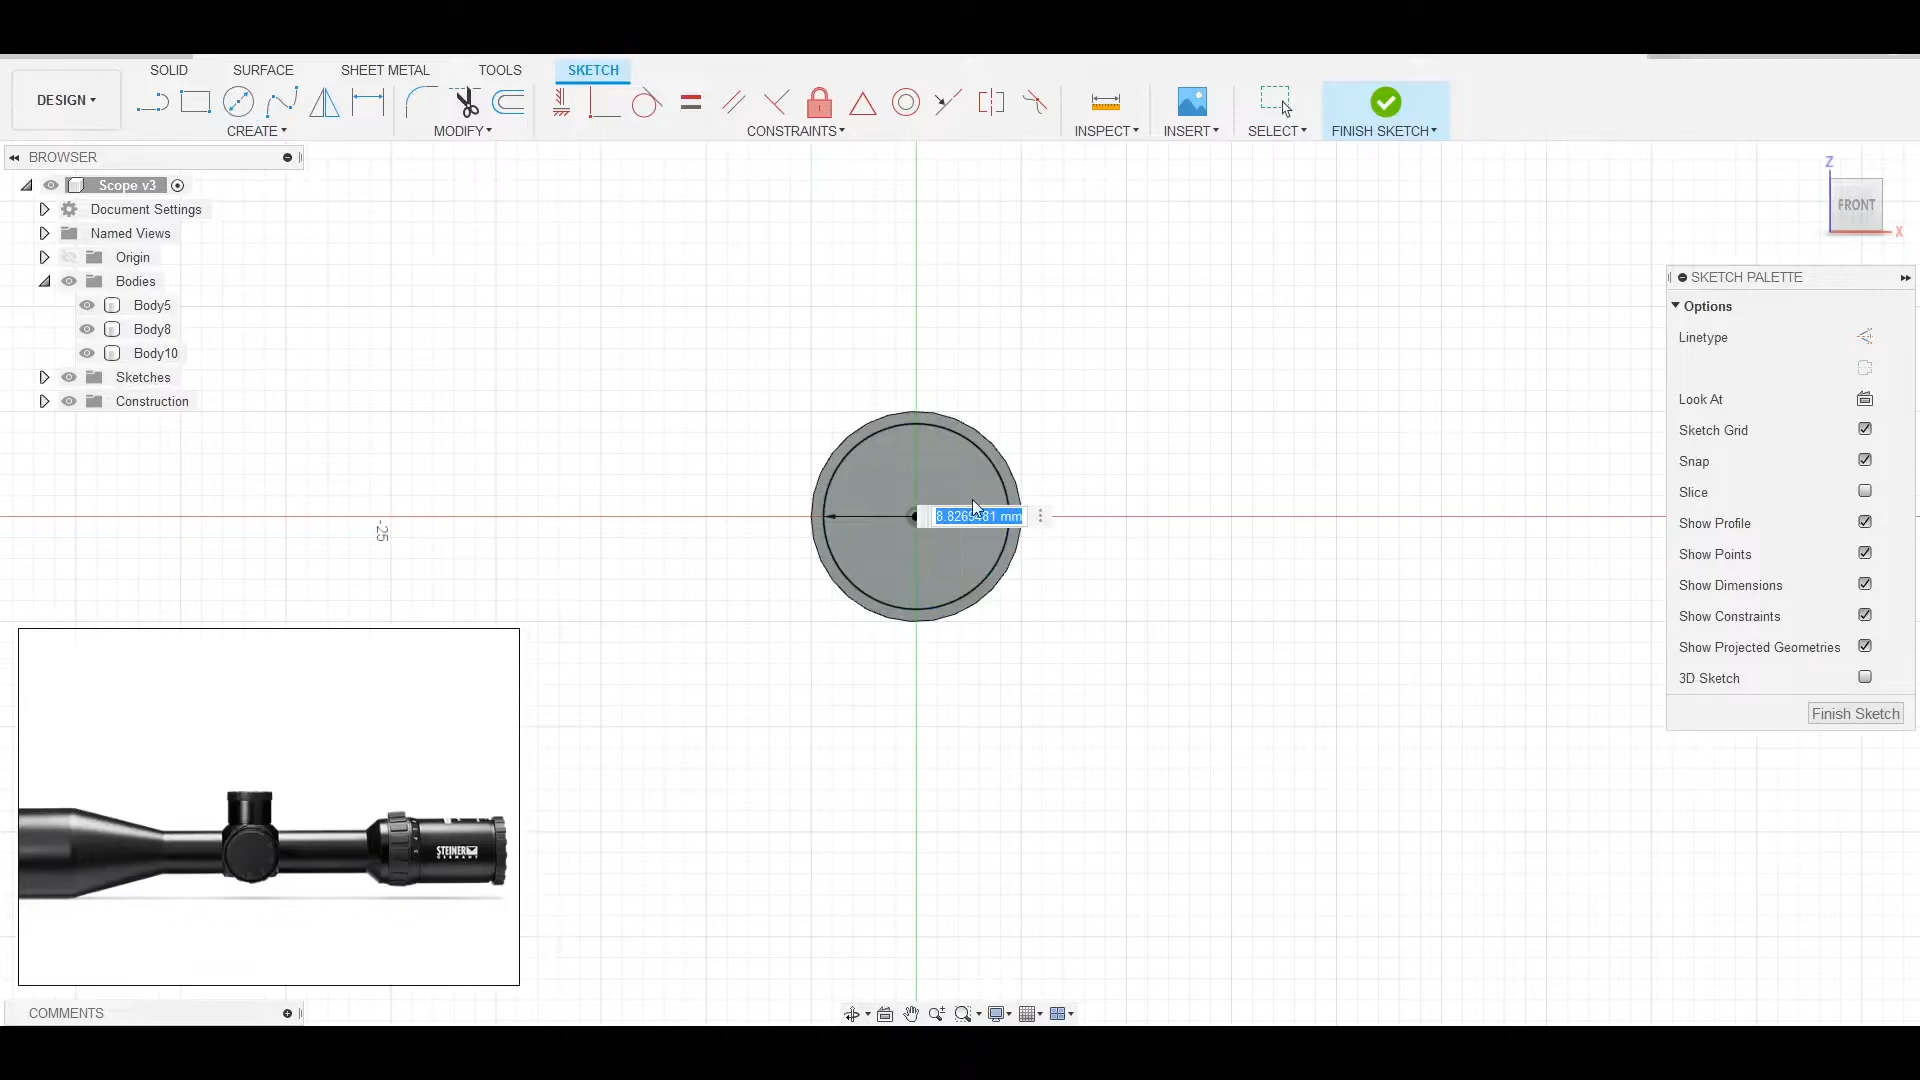 SOLID SURFACE SHEET METAL TOOLS SKETCH
DESIGN
CREATE MODIFY CONSTRAINTS INSPECT INSERT SELECT FINISH SKETCH
BROWSER
Scope v3
Document Settings
Named Views
Origin
Bodies
Body5
Body8
Body10
Sketches
Construction
Z
FRONT
X
SKETCH PALETTE
Options
Linetype
Look At
Sketch Grid
Snap
Slice
Show Profile
Show Points
Show Dimensions
Show Constraints
Show Projected Geometries
3D Sketch
Finish Sketch
-25
STEINER
GERMANY
COMMENTS